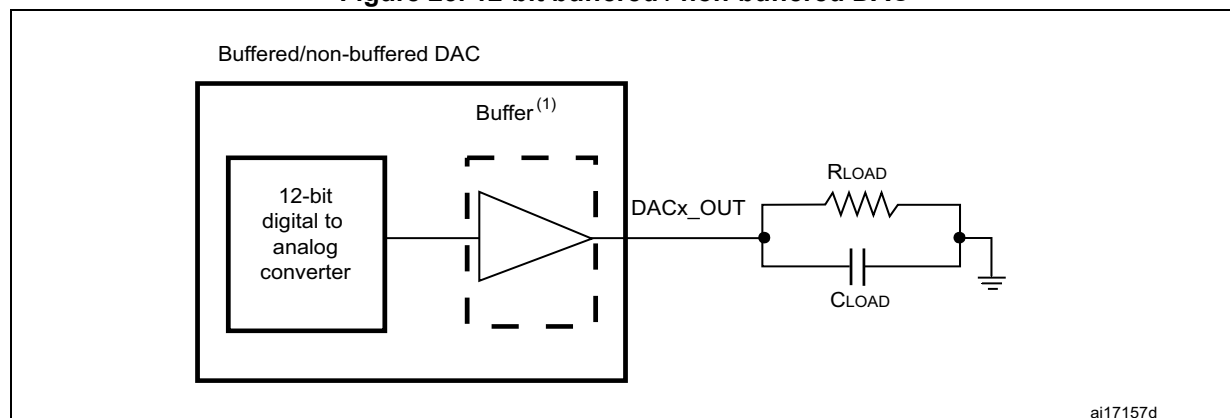 Buffered/non-buffered DAC
Buffer (1)
12-bit
digital to
analog
converter
DACx_OUT
RLOAD
CLOAD
ai17157d